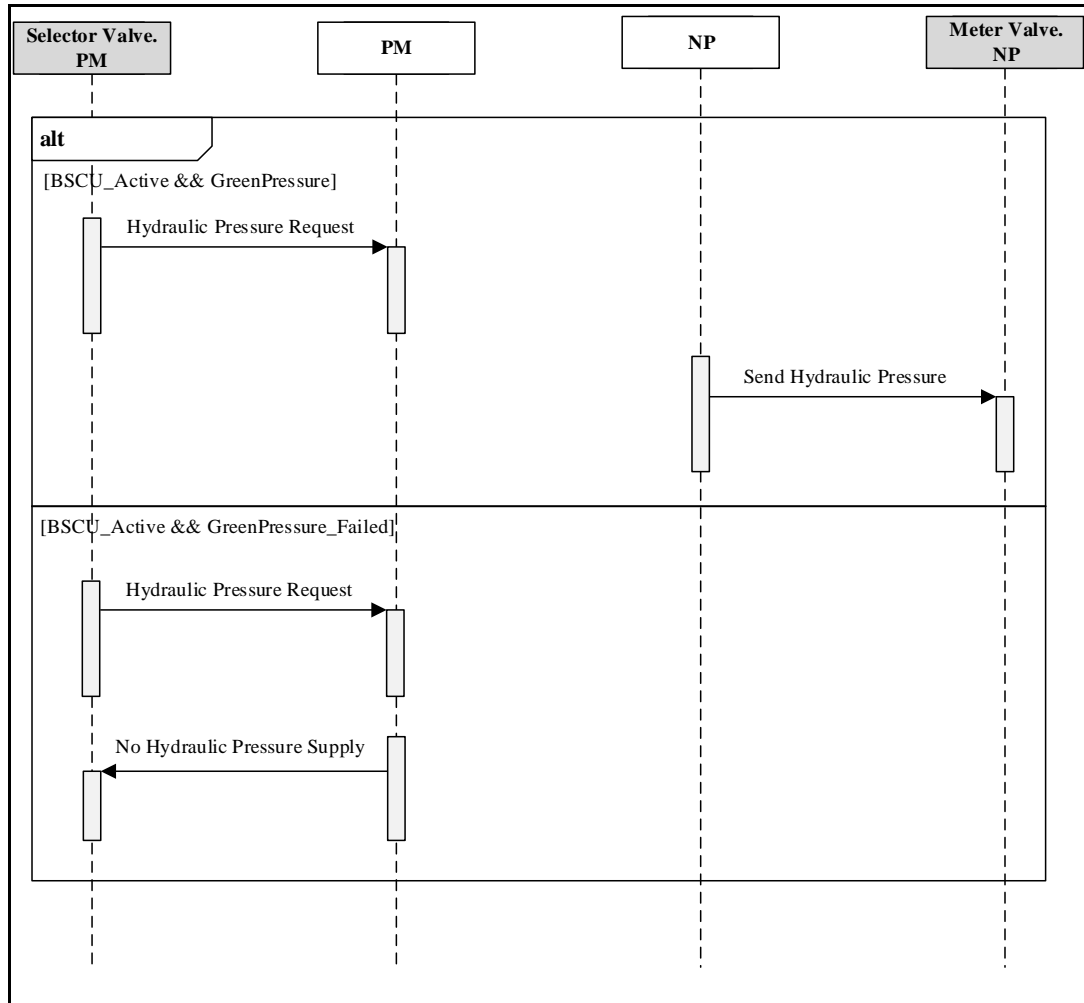 Selector Valve.
PM
PM
NP
Meter Valve.
NP
alt
[BSCU_Active && GreenPressure]
Hydraulic Pressure Request
Send Hydraulic Pressure
[BSCU_Active && GreenPressure_Failed]
Hydraulic Pressure Request
No Hydraulic Pressure Supply